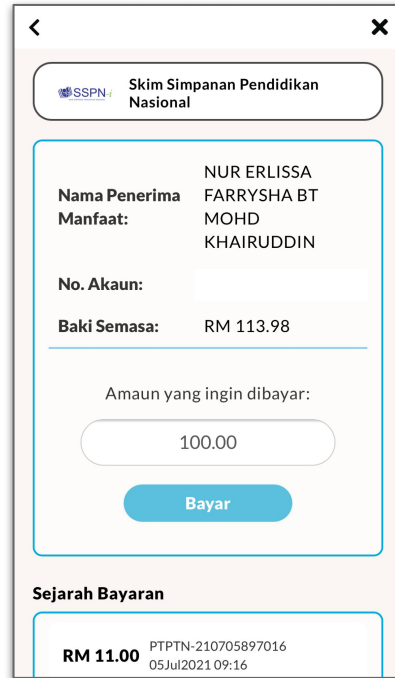 SSPN-i
Skim Simpanan Pendidikan
Nasional
Nama Penerima
Manfaat:
NUR ERLISSA
FARRYSHA BT
MOHD
KHAIRUDDIN
No. Akaun:
Baki Semasa: RM 113.98
Amaun yang ingin dibayar:
100.00
Bayar
Sejarah Bayaran
RM 11.00
PTPTN-210705897016
05Jul2021 09:16